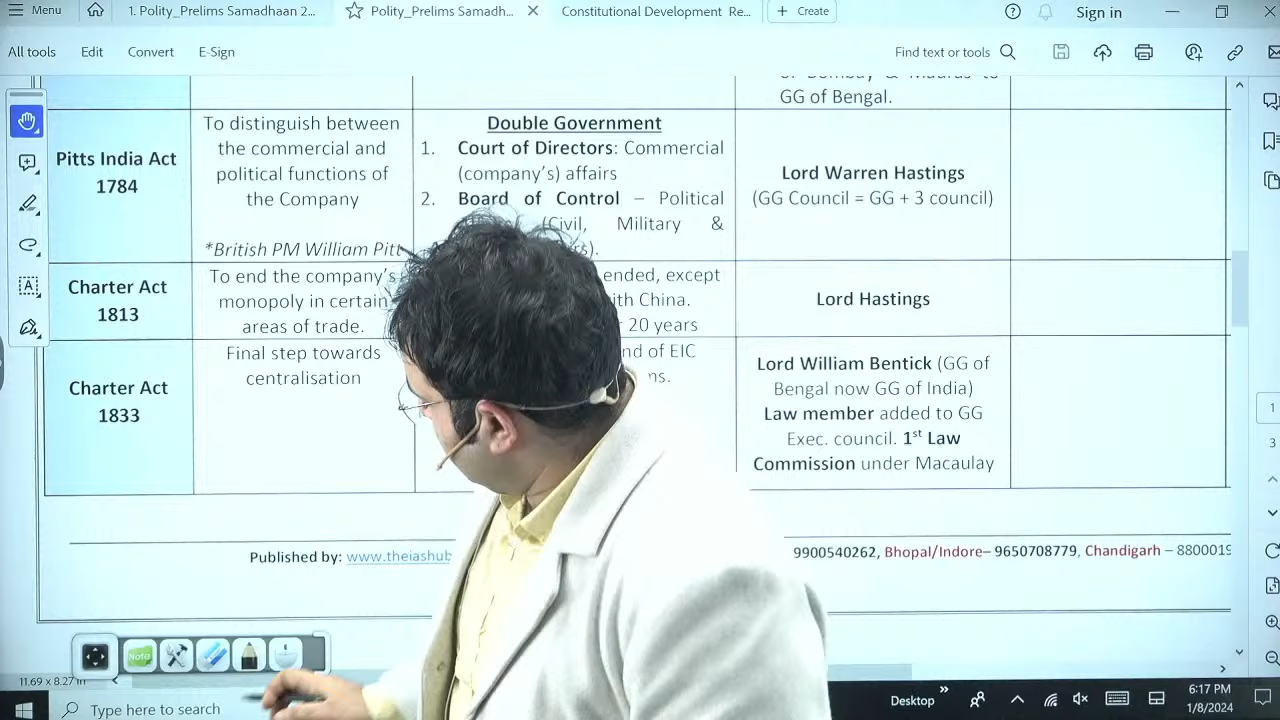 Menu
1. Polity_Prelims Samadhaan 2...
Polity_Prelims Samadh...
Constitutional Development Re...
+ Create
Sign in
All tools
Edit
Convert
E-Sign
Find text or tools
GG of Bengal.
Pitts India Act
1784
To distinguish between
the commercial and
political functions of
the Company
*British PM William Pitt
Double Government
1. Court of Directors: Commercial
(company's) affairs
2. Board of Control – Political
(Civil, Military &
Lord Warren Hastings
(GG Council = GG + 3 council)
Charter Act
1813
To end the company's
monopoly in certain
areas of trade.
ended, except
with China.
20 years
Lord Hastings
Charter Act
1833
Final step towards
centralisation
of EIC
Lord William Bentick (GG of
Bengal now GG of India)
Law member added to GG
Exec. council. 1st Law
Commission under Macaulay
Published by: www.theiashub
9900540262, Bhopal/Indore– 9650708779, Chandigarh – 8800019
1
3
Note
11.69 x 8.27 in
Type here to search
Desktop
6:17 PM
1/8/2024